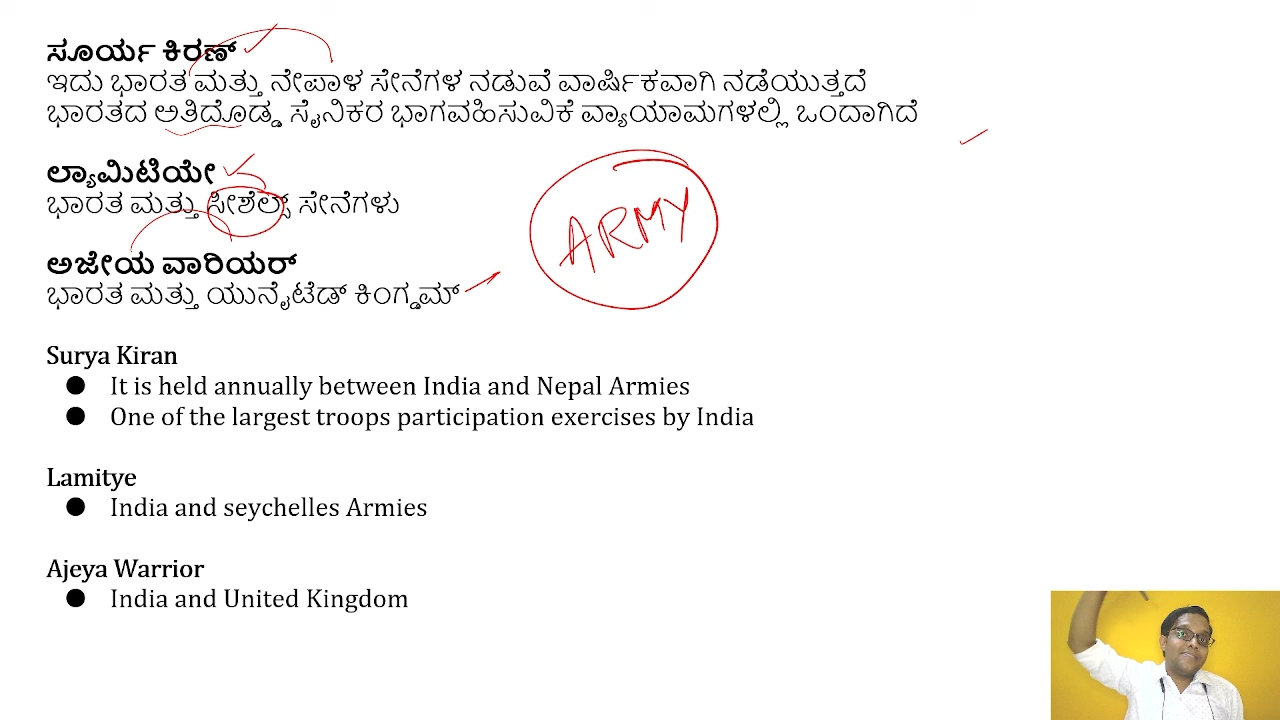 ಸೂರ್ಯ ಕಿರಣ್
ಇದು ಭಾರತ ಮತ್ತು ನೇಪಾಳ ಸೇನೆಗಳ ನಡುವೆ ವಾರ್ಷಿಕವಾಗಿ ನಡೆಯುತ್ತದೆ
ಭಾರತದ ಅತಿದೊಡ್ಡ ಸೈನಿಕರ ಭಾಗವಹಿಸುವಿಕೆ ವ್ಯಾಯಾಮಗಳಲ್ಲಿ ಒಂದಾಗಿದೆ
ಲ್ಯಾಮಿಟಿಯೇ
ಭಾರತ ಮತ್ತು ಸೀಶೆಲ್ಸ್ ಸೇನೆಗಳು
ARMY
ಅಜೇಯ ವಾರಿಯರ್
ಭಾರತ ಮತ್ತು ಯುನೈಟೆಡ್ ಕಿಂಗ್ಡಮ್
Surya Kiran
● It is held annually between India and Nepal Armies
● One of the largest troops participation exercises by India
Lamitye
● India and seychelles Armies
Ajeya Warrior
● India and United Kingdom